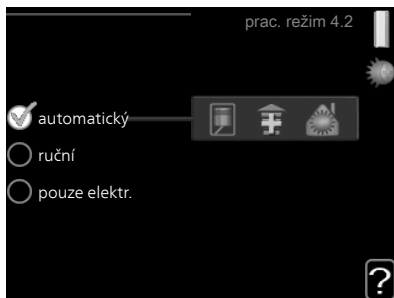 prac. režim 4.2
automatický
ruční
pouze elektr.
?